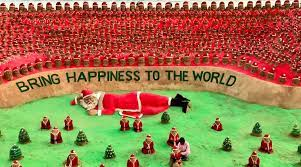 BRING HAPPINESS TO THE WORLD